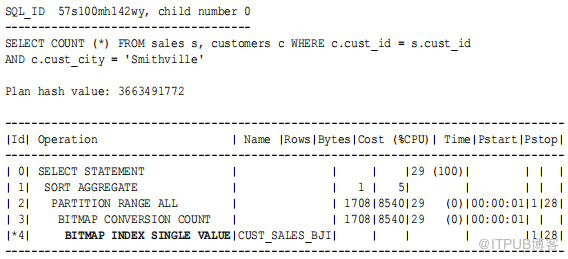 SQL_ID 57s100mh142wy, child number 0
-----------------------------------
SELECT COUNT (*) FROM sales s, customers c WHERE c.cust_id = s.cust_id
AND c.cust_city = 'Smithville'
Plan hash value: 3663491772
--------------------------------------------------------------------------------
|Id| Operation | Name |Rows|Bytes|Cost (%CPU)| Time|Pstart|Pstop|
--------------------------------------------------------------------------------
| 0| SELECT STATEMENT | | | |29 (100)| | | |
| 1| SORT AGGREGATE | | 1 | 5| | | | |
| 2| PARTITION RANGE ALL | | 1708|8540|29 (0)|00:00:01|1|28|
| 3| BITMAP CONVERSION COUNT | | 1708|8540|29 (0)|00:00:01| | |
|*4| BITMAP INDEX SINGLE VALUE|CUST_SALES_BJI| | | | |1|28|
--------------------------------------------------------------------------------
@ITPUB博客